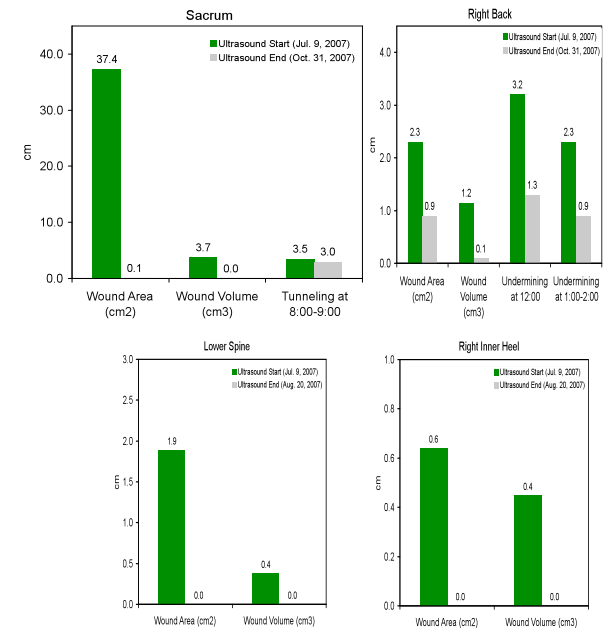 Sacrum
Ultrasound Start (Jul. 9, 2007)
Ultrasound End (Oct. 31, 2007)
cm
40.0
30.0
20.0
10.0
0.0
37.4
0.1
3.7
0.0
3.5
3.0
Wound Area
(cm2)
Wound Volume
(cm3)
Tunneling at
8:00-9:00
Right Back
Ultrasound Start (Jul. 9, 2007)
Ultrasound End (Oct. 31, 2007)
cm
4.0
3.0
2.0
1.0
0.0
2.3
0.9
1.2
0.1
3.2
1.3
2.3
0.9
Wound Area
(cm2)
Wound
Volume
(cm3)
Undermining
at 12:00
Undermining
at 1:00-2:00
Lower Spine
Ultrasound Start (Jul. 9, 2007)
Ultrasound End (Aug. 20, 2007)
cm
3.0
2.5
2.0
1.5
1.0
0.5
0.0
1.9
0.0
0.4
0.0
Wound Area (cm2)
Wound Volume (cm3)
Right Inner Heel
Ultrasound Start (Jul. 9, 2007)
Ultrasound End (Aug. 20, 2007)
cm
1.0
0.8
0.6
0.4
0.2
0.0
0.6
0.0
0.4
0.0
Wound Area (cm2)
Wound Volume (cm3)